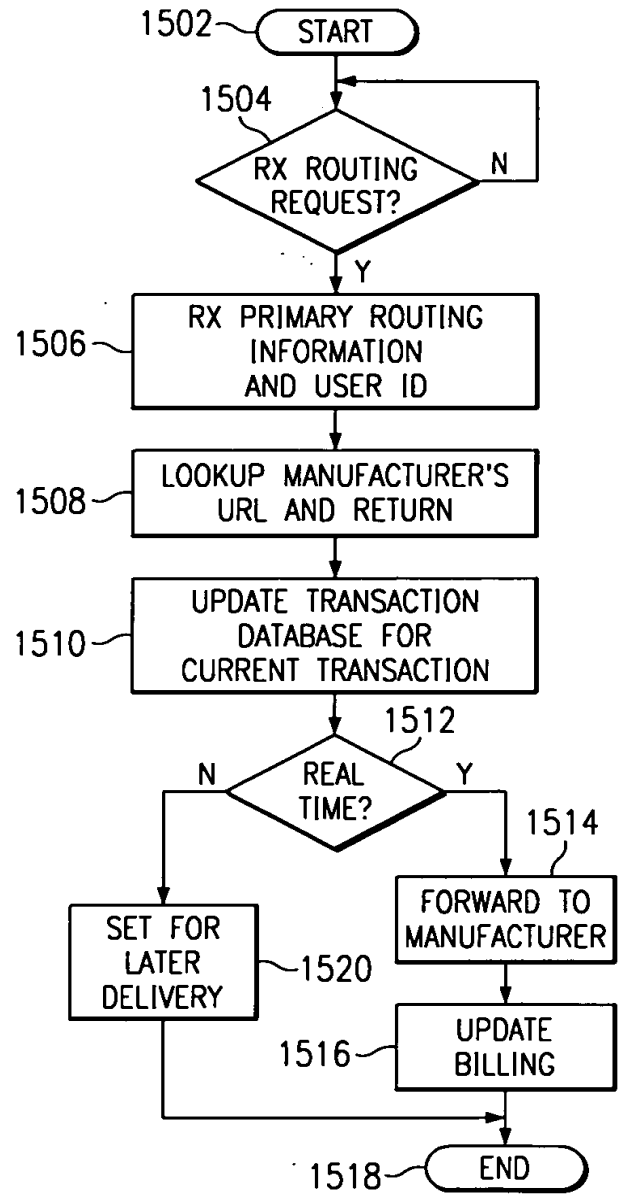 1502
START
1504
RX ROUTING
REQUEST?
N
Y
1506
RX PRIMARY ROUTING
INFORMATION
AND USER ID
1508
LOOKUP MANUFACTURER'S
URL AND RETURN
1510
UPDATE TRANSACTION
DATABASE FOR
CURRENT TRANSACTION
1512
N
REAL
TIME?
Y
1514
FORWARD TO
MANUFACTURER
SET FOR
LATER
DELIVERY
1520
1516
UPDATE
BILLING
1518
END